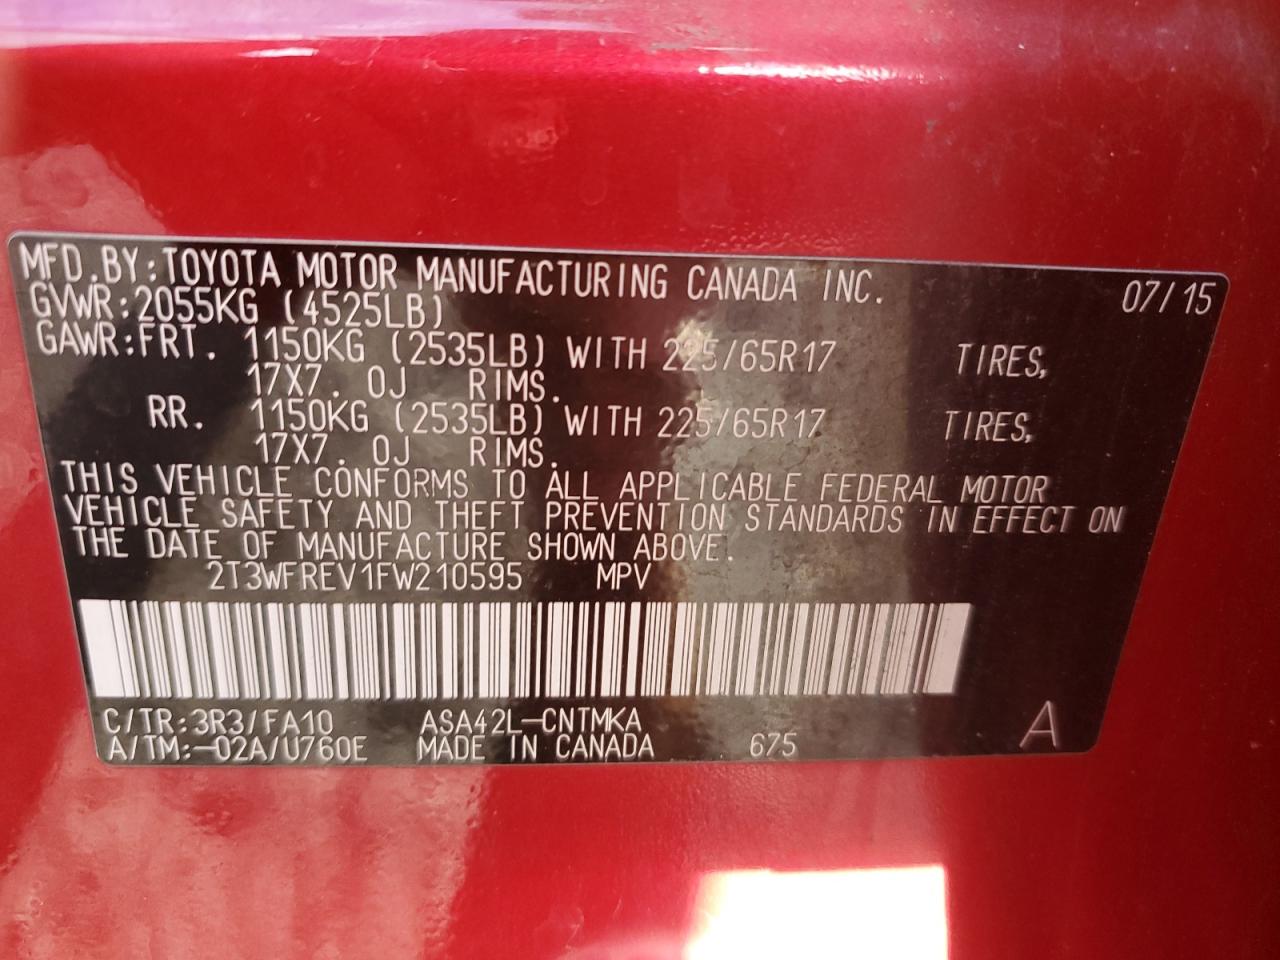 MFD.BY:TOYOTA MOTOR MANUFACTURING CANADA INC. 07/15
GVWR:2055KG (4525LB)
GAWR:FRT. 1150KG (2535LB) WITH 225/65R17 TIRES,
17X7.0J RIMS.
RR. 1150KG (2535LB) WITH 225/65R17 TIRES,
17X7.0J RIMS.
THIS VEHICLE CONFORMS TO ALL APPLICABLE FEDERAL MOTOR
VEHICLE SAFETY AND THEFT PREVENTION STANDARDS IN EFFECT ON
THE DATE OF MANUFACTURE SHOWN ABOVE.
2T3WFREV1FW210595 MPV
C/TR:3R3/FA10 ASA42L-CNTMKA
A/TM:-02A/U760E MADE IN CANADA 675 A